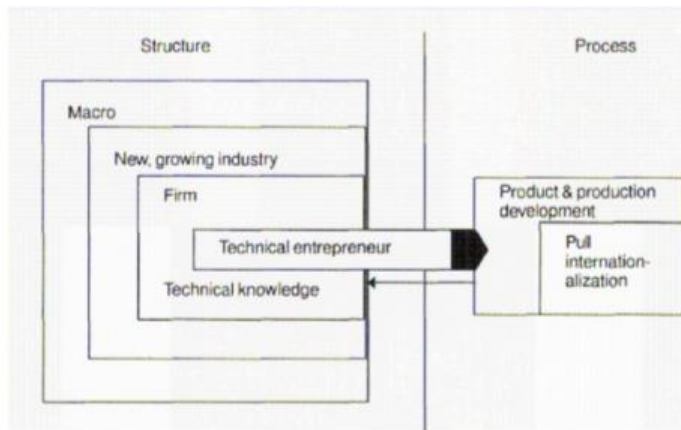 Structure
Process
Macro
New, growing industry
Firm
Technical entrepreneur
Technical knowledge
Product & production
development
Pull
internation-
alization